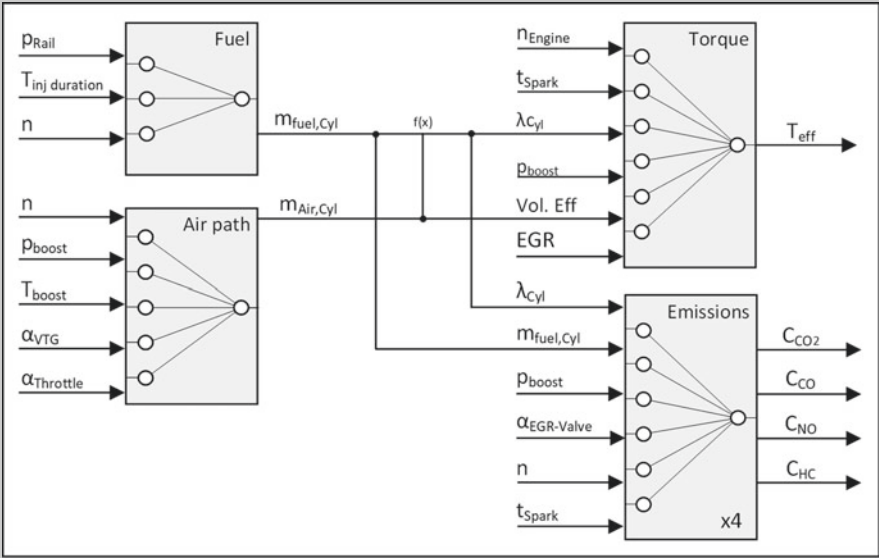 Fuel
pRail
Tinj duration
n
mfuel,Cyl
f(x)
Air path
n
pboost
Tboost
αVTG
αThrottle
mAir,Cyl
Torque
nEngine
tSpark
λCyl
pboost
Vol. Eff
EGR
Teff
Emissions
λCyl
mfuel,Cyl
pboost
αEGR-Valve
n
tSpark
x4
CCO2
CCO
CNO
CHC